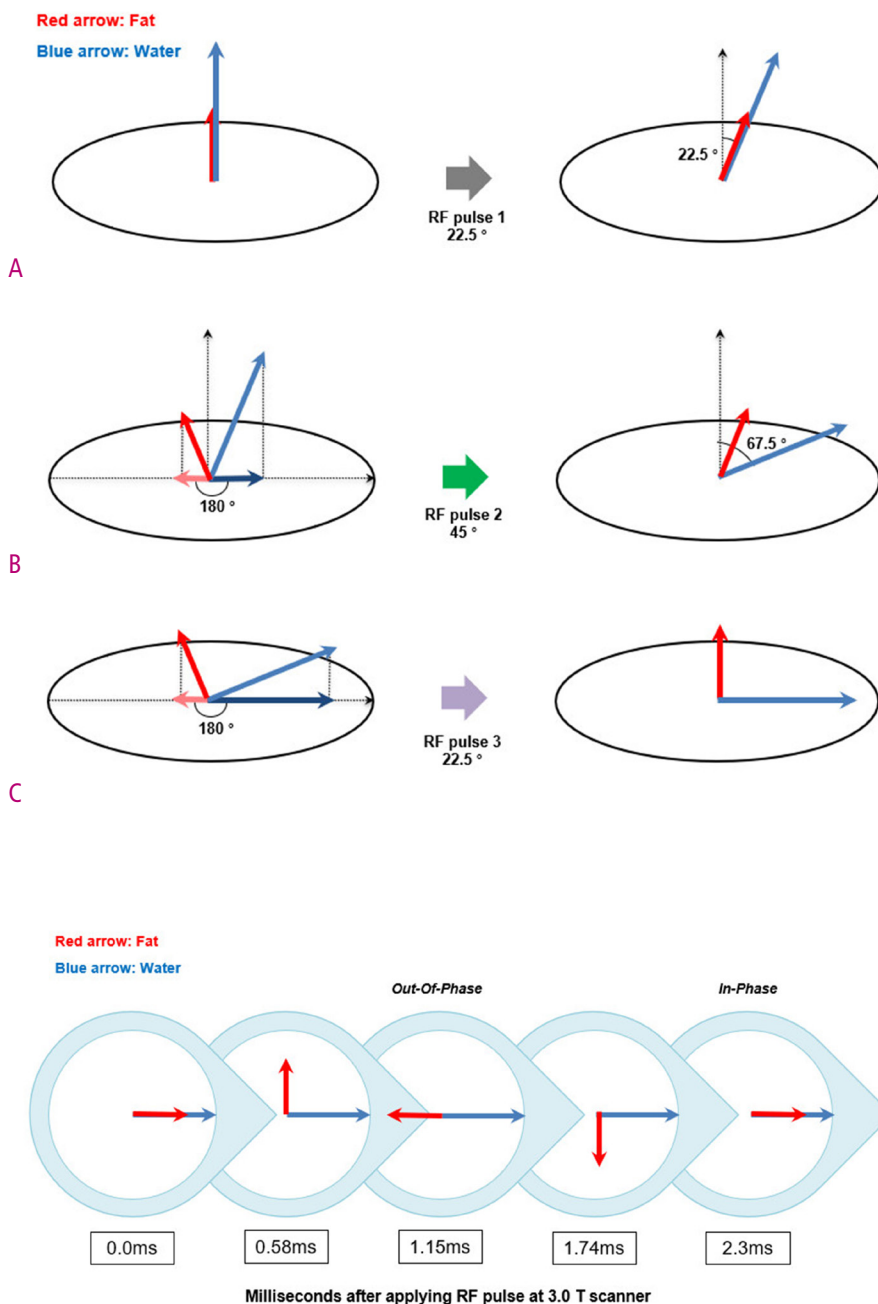 Red arrow: Fat
Blue arrow: Water
22.5 °
RF pulse 1
22.5 °
A
180 °
67.5 °
RF pulse 2
45 °
B
180 °
RF pulse 3
22.5 °
C
Red arrow: Fat
Blue arrow: Water
Out-Of-Phase
In-Phase
0.0ms
0.58ms
1.15ms
1.74ms
2.3ms
Milliseconds after applying RF pulse at 3.0 T scanner